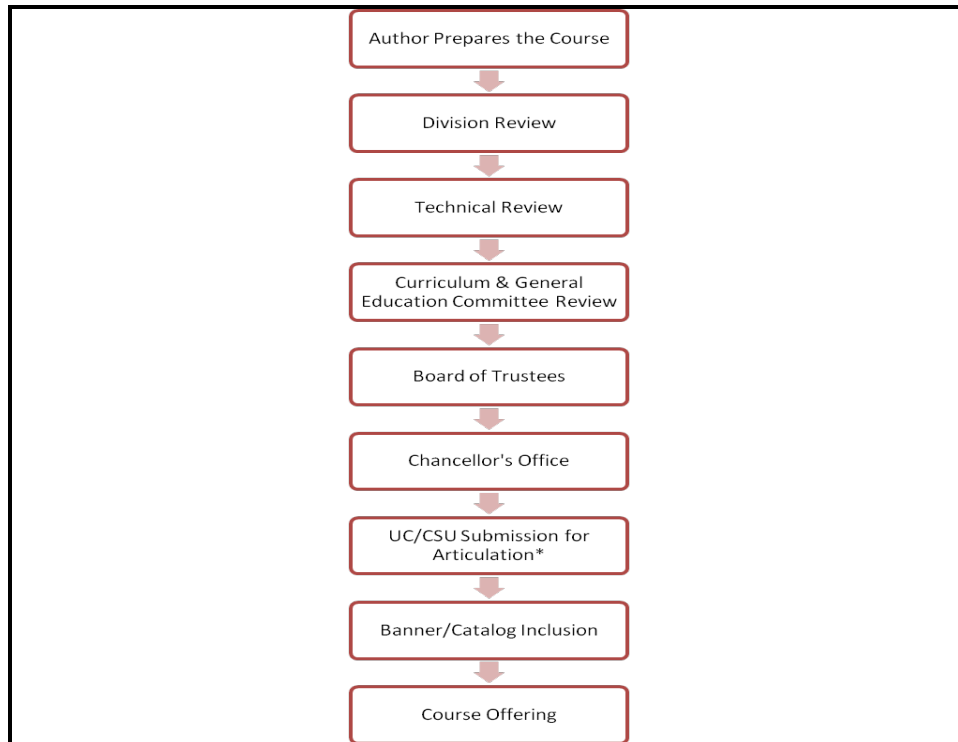 Author Prepares the Course
Division Review
Technical Review
Curriculum & General
Education Committee Review
Board of Trustees
Chancellor's Office
UC/CSU Submission for
Articulation*
Banner/Catalog Inclusion
Course Offering